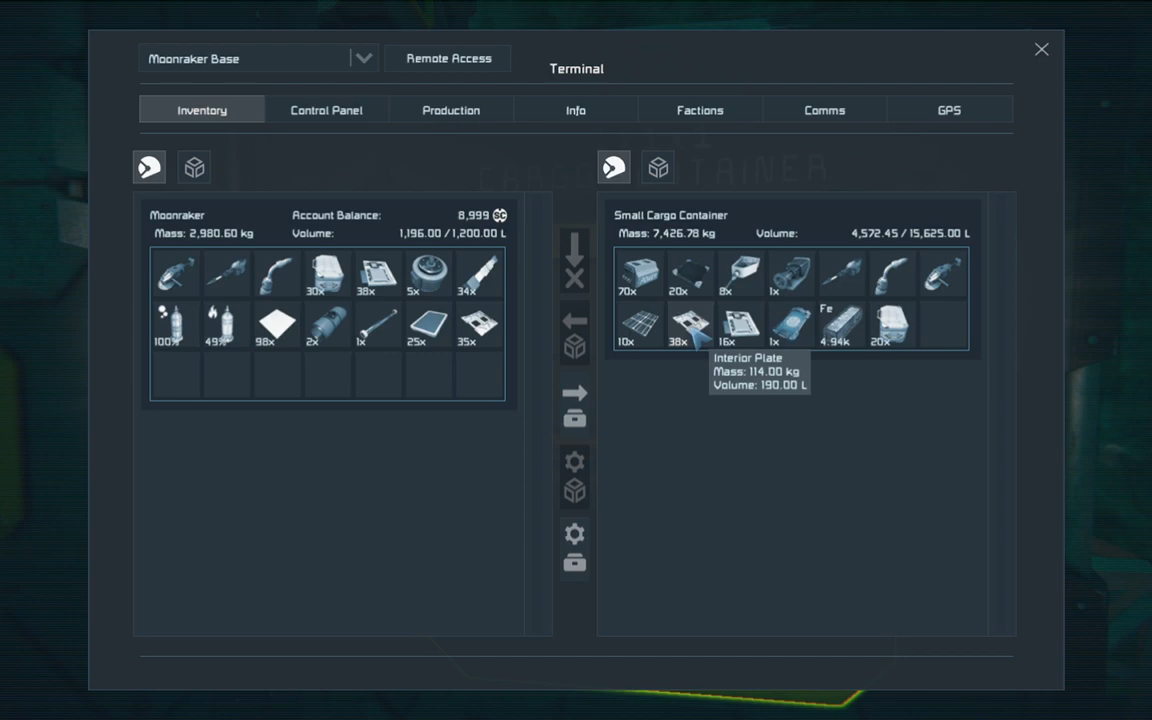 Moonraker Base
Remote Access
Terminal
Inventory
Control Panel
Production
Info
Factions
Comms
GPS
CARGO CONTAINER
Moonraker
Account Balance:
8,999 SC
Mass: 2,980.60 kg
Volume:
1,196.00 / 1,200.00 L
30x
38x
5x
34x
100%
49%
98x
2x
1x
25x
35x
Small Cargo Container
Mass: 7,426.78 kg
Volume:
4,572.45 / 15,625.00 L
70x
20x
8x
1x
10x
38x
16x
1x
Fe
4.94k
20x
Interior Plate
Mass: 114.00 kg
Volume: 190.00 L